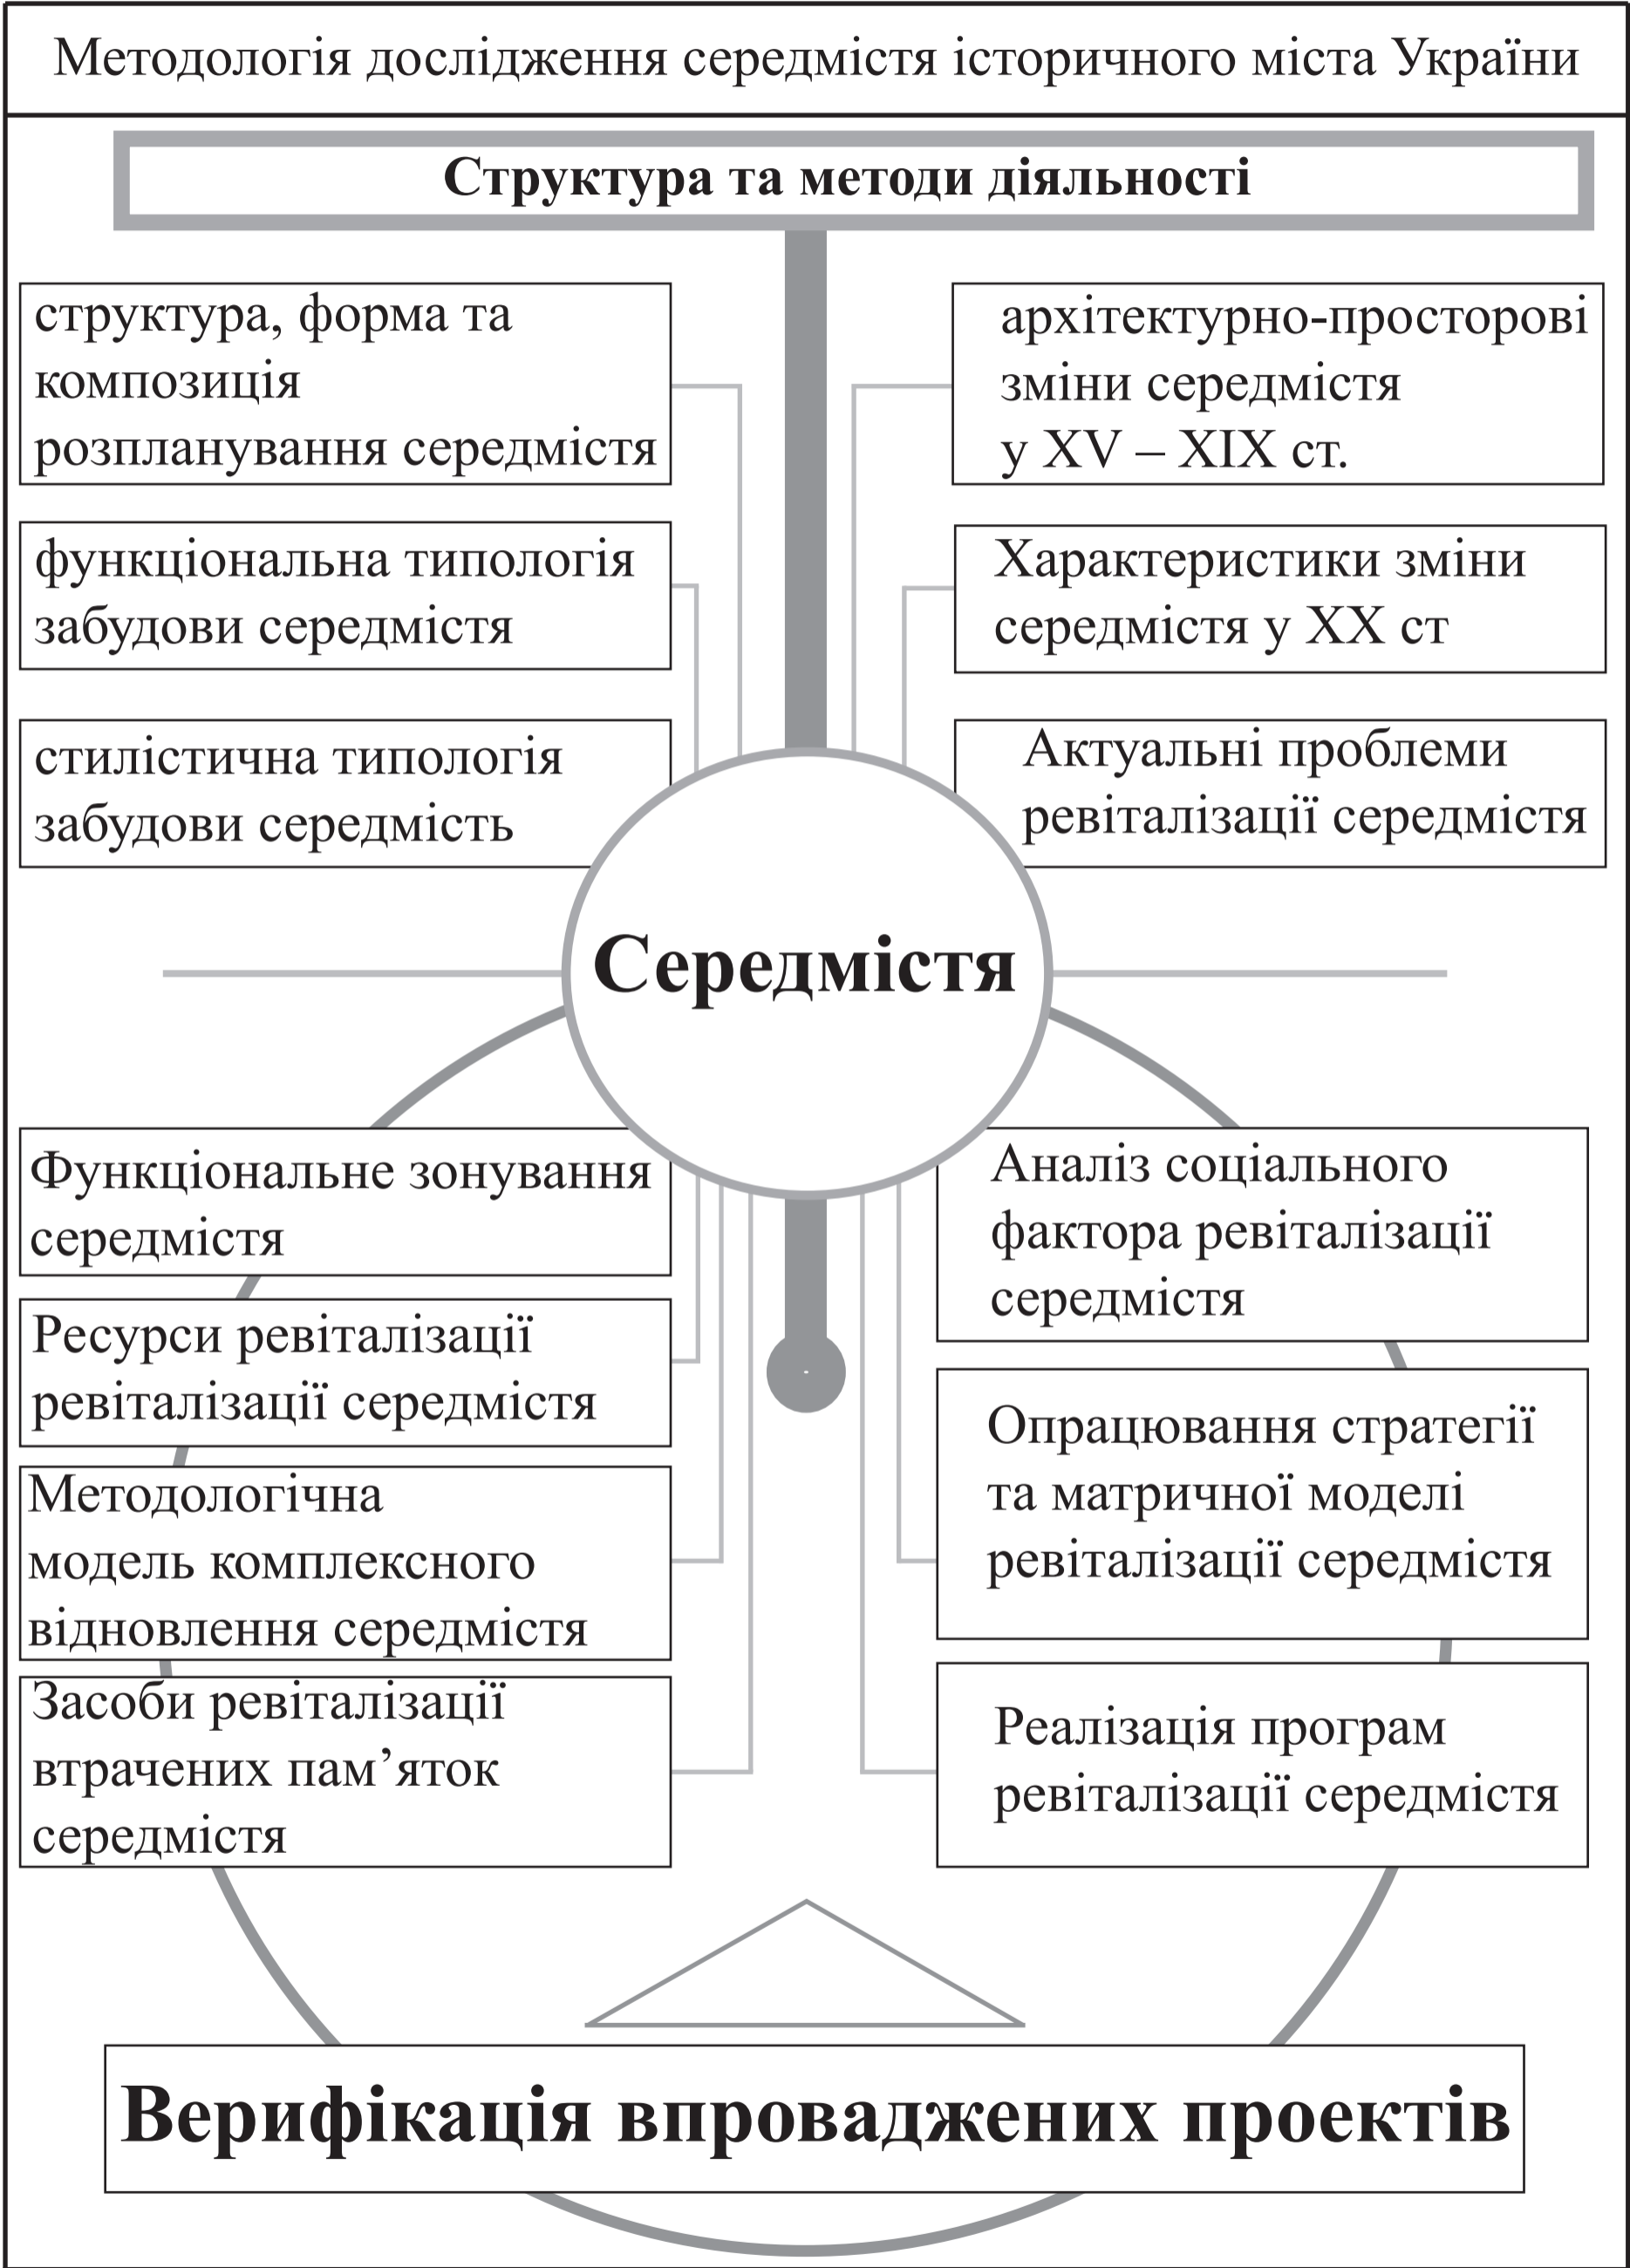 Методологія дослідження середмістя історичного міста України
Структура та методи діяльності
структура, форма та
композиція
розпланування середмістя
функціональна типологія
забудови середмістя
стилістична типологія
забудови середмість
архітектурно-просторові
зміни середмістя
у XV – XIX ст.
Характеристики зміни
середмістя у XX ст
Актуальні проблеми
ревіталізації середмістя
Середмістя
Функціональне зонування
середмістя
Ресурси ревіталізації
ревіталізації середмістя
Методологічна
модель комплексного
відновлення середмістя
Засоби ревіталізації
втрачених пам’яток
середмістя
Аналіз соціального
фактора ревіталізації
середмістя
Опрацювання стратегії
та матричної моделі
ревіталізації середмістя
Реалізація програм
ревіталізації середмістя
Верифікація впроваджених проектів